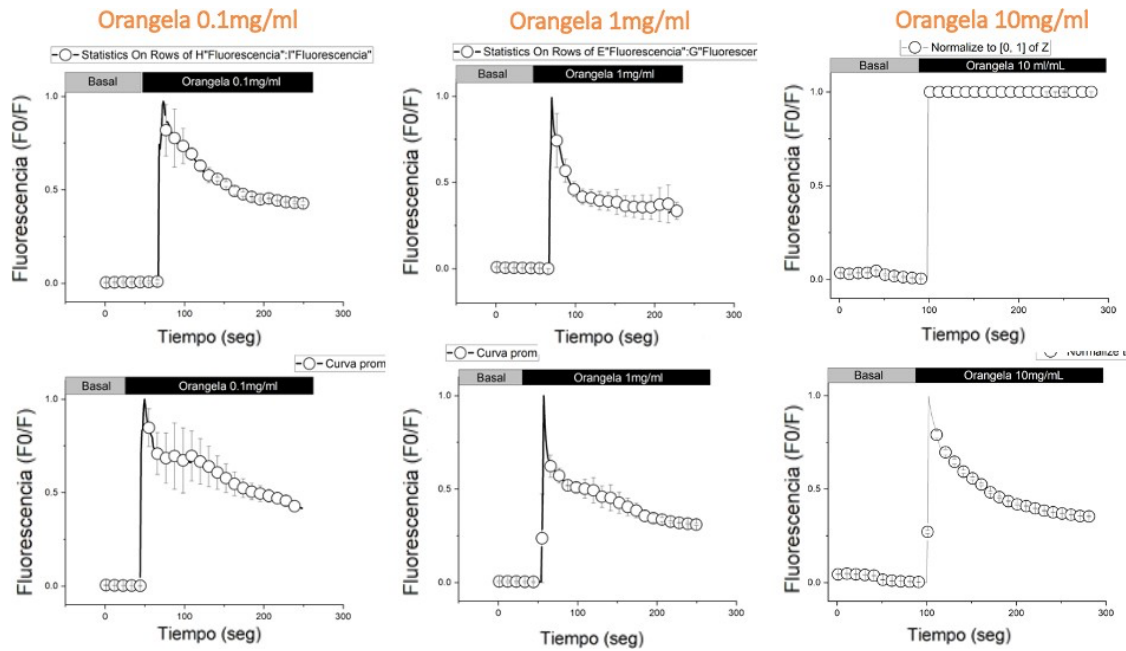 Orangela 0.1mg/ml
Orangela 1mg/ml
Orangela 10mg/ml
Statistics On Rows of H"Fluorescencia":I"Fluorescencia"
Basal
Orangela 0.1mg/ml
Fluorescencia (F0/F)
1.0
0.5
0.0
0
100
200
300
Tiempo (seg)
Statistics On Rows of E"Fluorescencia":G"Fluorescer
Basal
Orangela 1mg/ml
Fluorescencia (F0/F)
1.0
0.5
0.0
0
100
200
300
Tiempo (seg)
Normalize to [0, 1] of Z
Basal
Orangela 10 ml/mL
Fluorescencia (F0/F)
1.0
0.5
0.0
0
100
200
300
Tiempo (seg)
Curva prom
Basal
Orangela 0.1mg/ml
Fluorescencia (F0/F)
1.0
0.5
0.0
0
100
200
300
Tiempo (seg)
Curva prom
Basal
Orangela 1mg/ml
Fluorescencia (F0/F)
1.0
0.5
0.0
0
100
200
300
Tiempo (seg)
Normalize t
Basal
Orangela 10mg/mL
Fluorescencia (F0/F)
1.0
0.5
0.0
0
100
200
300
Tiempo (seg)